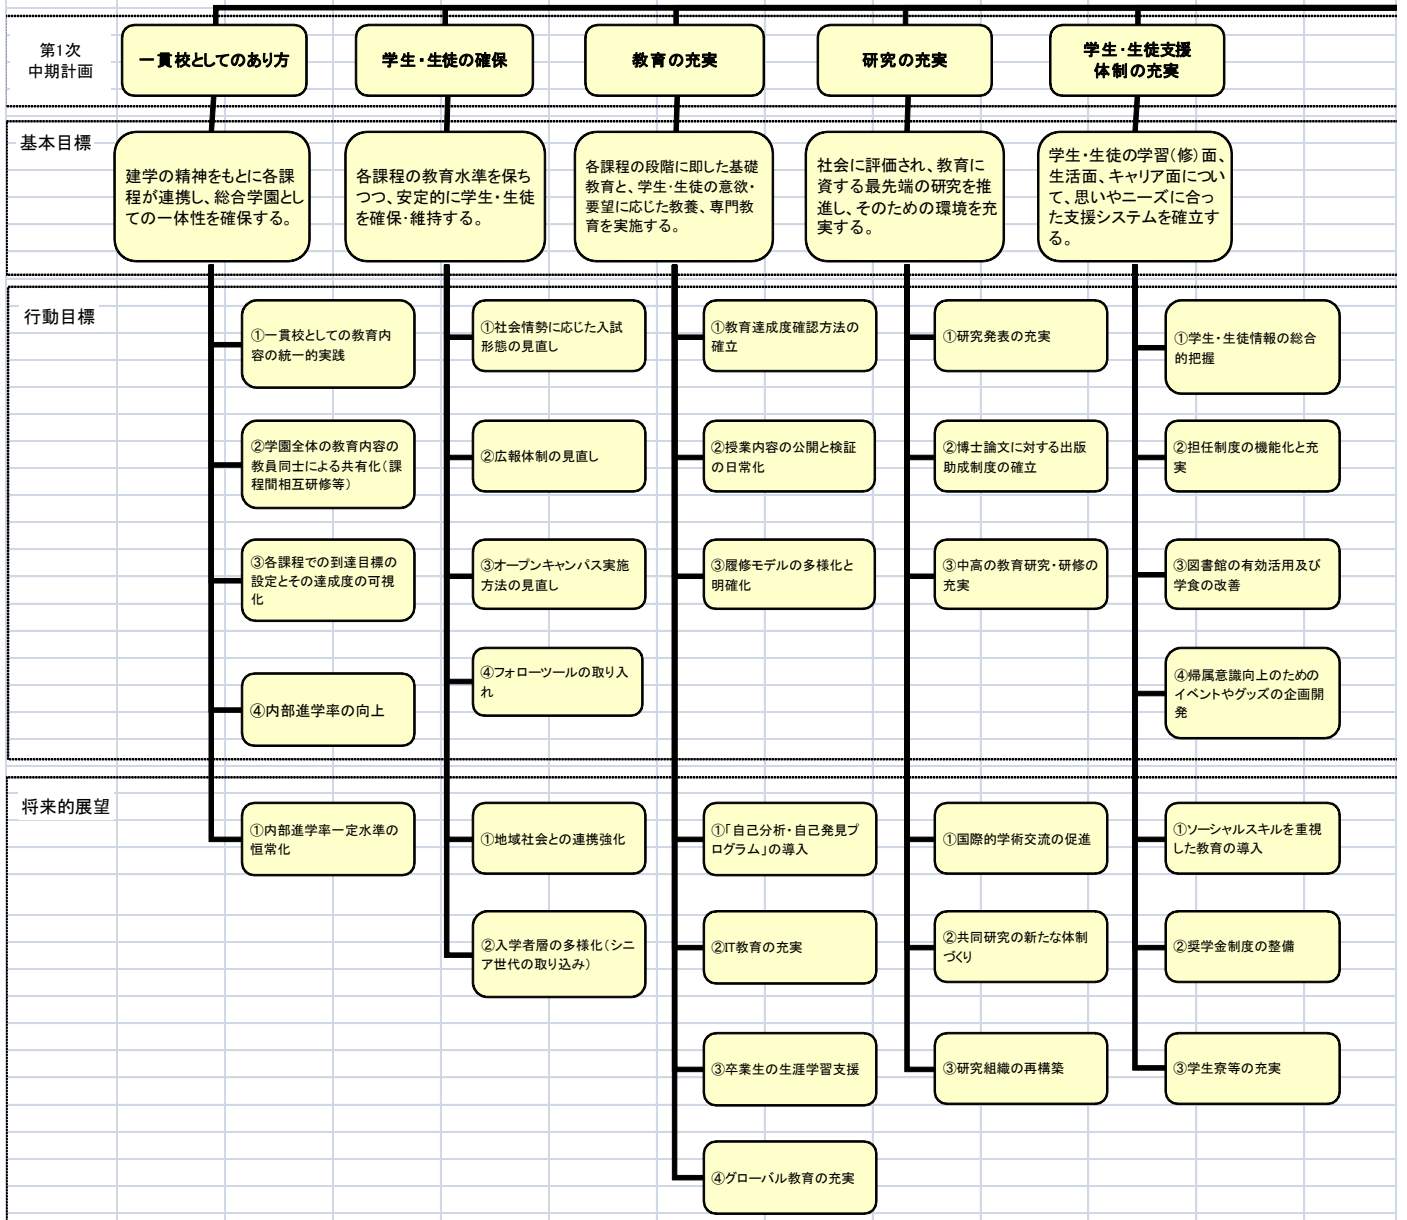 第1次
中期計画
一貫校としてのあり方
学生・生徒の確保
教育の充実
研究の充実
学生・生徒支援
体制の充実
基本目標
建学の精神をもとに各課
程が連携し、総合学園とし
ての一体性を確保する。
各課程の教育水準を保ち
つつ、安定的に学生・生徒
を確保・維持する。
各課程の段階に即した基礎
教育と、学生・生徒の意欲・
要望に応じた教養、専門教
育を実施する。
社会に評価され、教育に
資する最先端の研究を推
進し、そのための環境を充
実する。
学生・生徒の学習（修）面、
生活面、キャリア面につい
て、思いやニーズに合っ
た支援システムを確立す
る。
行動目標
①一貫校としての教育内
容の統一的実践
②学園全体の教育内容の
教員同士による共有化（課
程間相互研修等）
③各課程での到達目標の
設定とその達成度の可視
化
④内部進学率の向上
①社会情勢に応じた入試
形態の見直し
②広報体制の見直し
③オープンキャンパス実施
方法の見直し
④フォローツールの取り入
れ
①教育達成度確認方法の
確立
②授業内容の公開と検証
の日常化
③履修モデルの多様化と
明確化
①研究発表の充実
②博士論文に対する出版
助成制度の確立
③中高の教育研究・研修の
充実
①学生・生徒情報の総合
的把握
②担任制度の機能化と充
実
③図書館の有効活用及び
学食の改善
④帰属意識向上のための
イベントやグッズの企画開
発
将来的展望
①内部進学率一定水準の
恒常化
①地域社会との連携強化
②入学者層の多様化（シニ
ア世代の取り込み）
①「自己分析・自己発見プ
ログラム」の導入
②IT教育の充実
③卒業生の生涯学習支援
④グローバル教育の充実
①国際的学術交流の促進
②共同研究の新たな体制
づくり
③研究組織の再構築
①ソーシャルスキルを重視
した教育の導入
②奨学金制度の整備
③学生寮等の充実